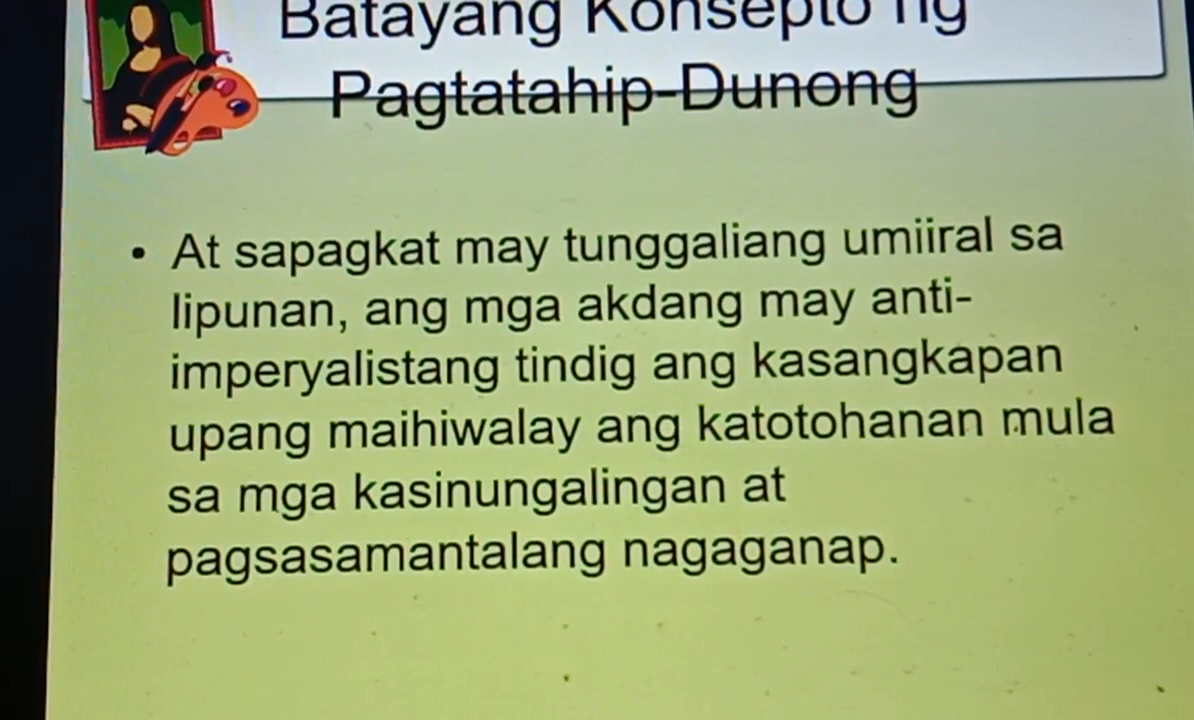 Batayang Konsepto ng
Pagtatahip-Dunong
• At sapagkat may tunggaliang umiiral sa
lipunan, ang mga akdang may anti-
imperyalistang tindig ang kasangkapan
upang maihiwalay ang katotohanan mula
sa mga kasinungalingan at
pagsasamantalang nagaganap.